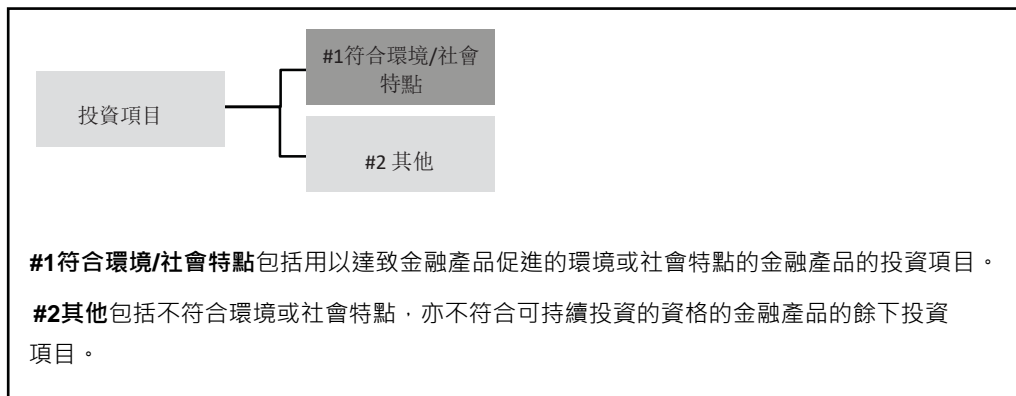 #1符合環境/社會
特點
投資項目
#2 其他
#1符合環境/社會特點包括用以達致金融產品促進的環境或社會特點的金融產品的投資項目。
#2其他包括不符合環境或社會特點，亦不符合可持續投資的資格的金融產品的餘下投資
項目。